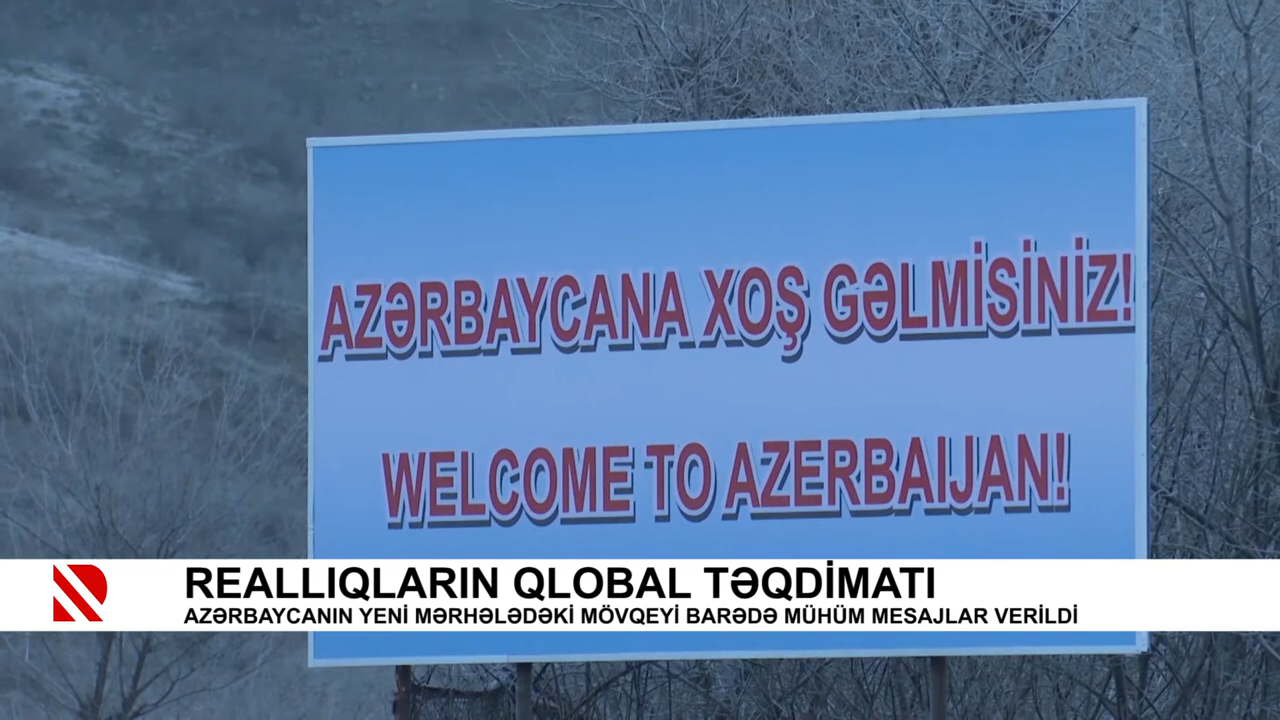 AZƏRBAYCANA XOŞ GƏLMİSİNİZ!
WELCOME TO AZERBAIJAN!
REALLIQLARIN QLOBAL TƏQDİMATI
AZƏRBAYCANIN YENİ MƏRHƏLƏDƏKİ MÖVQEYİ BARƏDƏ MÜHÜM MESAJLAR VERİLDİ